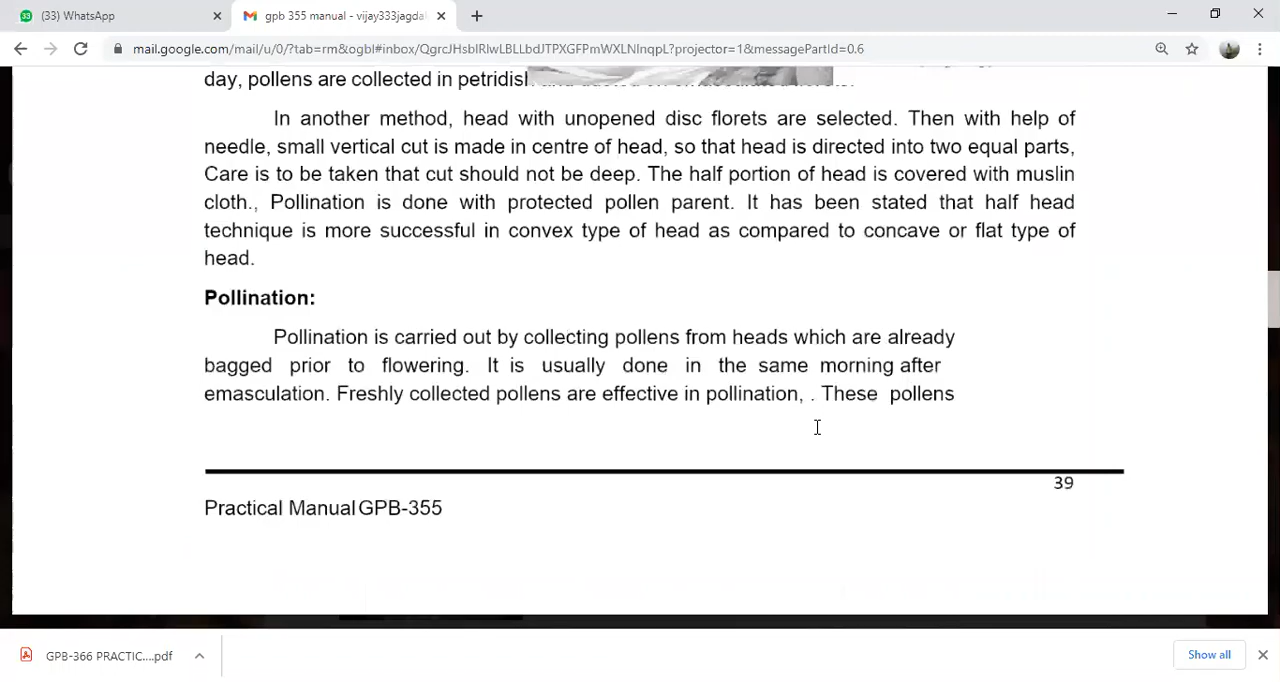 (33) WhatsApp
gpb 355 manual - vijay333jagda
mail.google.com/mail/u/0/?tab=rm&ogbl#inbox/QgrcJHsblRlwLBLLbdJTPXGFPmWXLNlnqpL?projector=1&messagePartId=0.6
day, pollens are collected in petridish
In another method, head with unopened disc florets are selected. Then with help of
needle, small vertical cut is made in centre of head, so that head is directed into two equal parts,
Care is to be taken that cut should not be deep. The half portion of head is covered with muslin
cloth., Pollination is done with protected pollen parent. It has been stated that half head
technique is more successful in convex type of head as compared to concave or flat type of
head.
Pollination:
Pollination is carried out by collecting pollens from heads which are already
bagged prior to flowering. It is usually done in the same morning after
emasculation. Freshly collected pollens are effective in pollination, . These pollens
39
Practical Manual GPB-355
GPB-366 PRACTIC....pdf
Show all